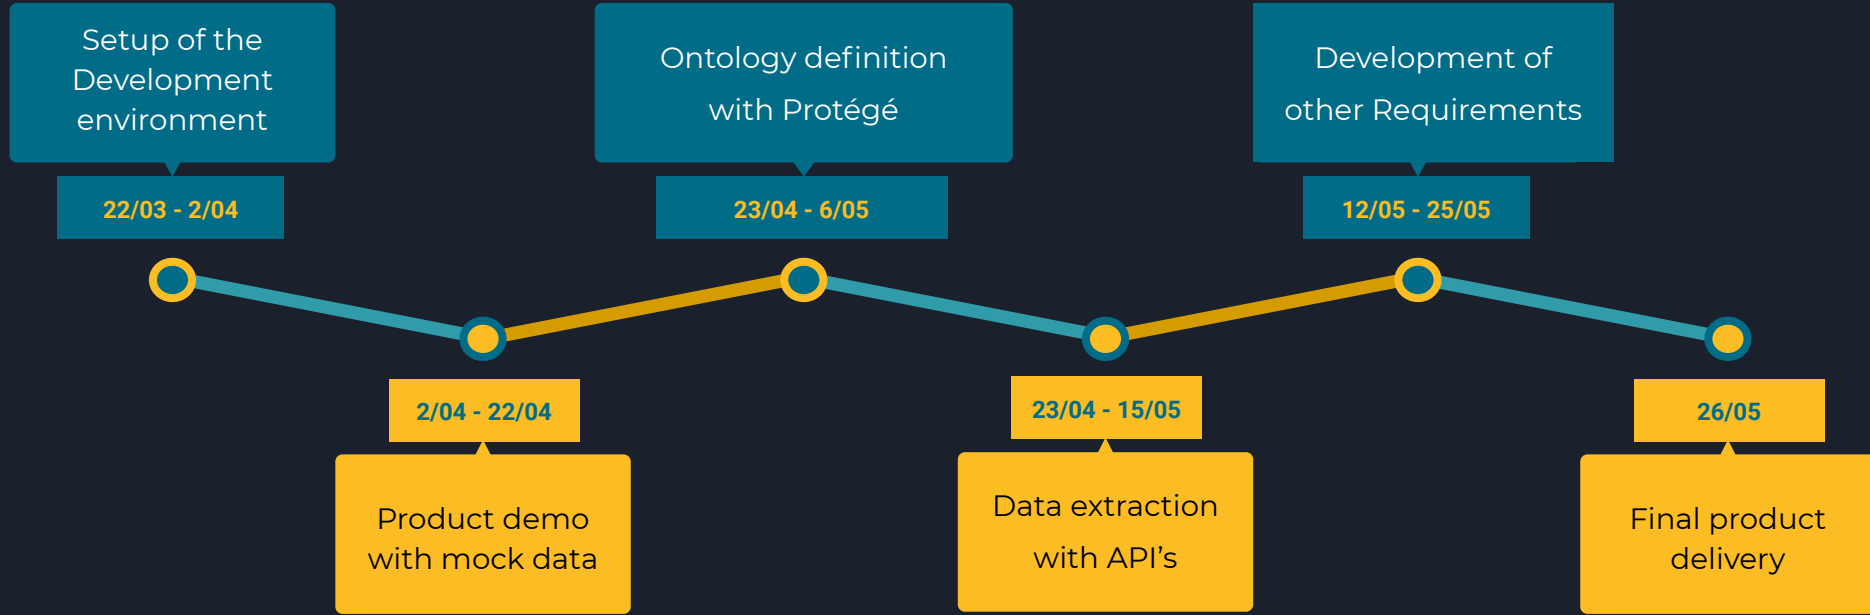 Setup of the
Development
environment
22/03 - 2/04
2/04 - 22/04
Product demo
with mock data
Ontology definition
with Protégé
23/04 - 6/05
23/04 - 15/05
Data extraction
with API’s
Development of
other Requirements
12/05 - 25/05
26/05
Final product
delivery